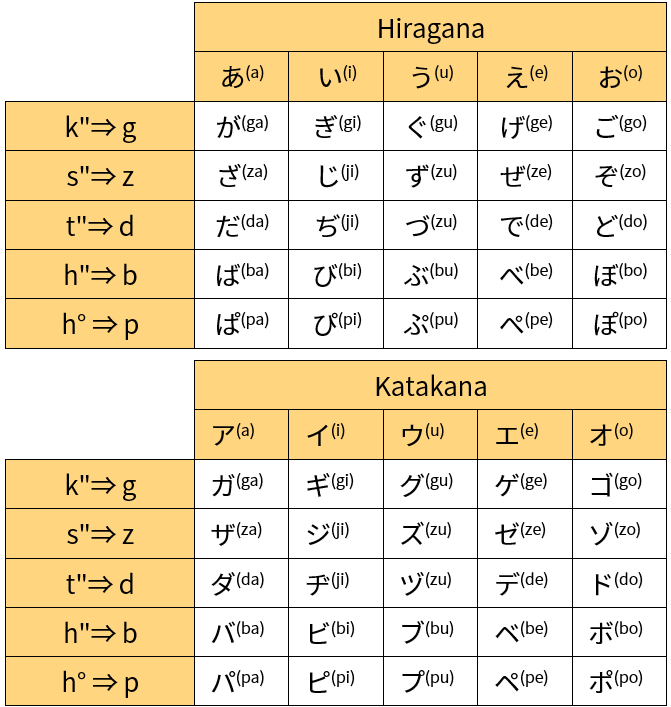 Hiragana
あ(a) い(i) う(u) え(e) お(o)
k"⇒ g が(ga) ぎ(gi) ぐ(gu) げ(ge) ご(go)
s"⇒ z ざ(za) じ(ji) ず(zu) ぜ(ze) ぞ(zo)
t"⇒ d だ(da) ぢ(ji) づ(zu) で(de) ど(do)
h"⇒ b ば(ba) び(bi) ぶ(bu) べ(be) ぼ(bo)
h° ⇒ p ぱ(pa) ぴ(pi) ぷ(pu) ぺ(pe) ぽ(po)
Katakana
ア(a) イ(i) ウ(u) エ(e) オ(o)
k"⇒ g ガ(ga) ギ(gi) グ(gu) ゲ(ge) ゴ(go)
s"⇒ z ザ(za) ジ(ji) ズ(zu) ゼ(ze) ゾ(zo)
t"⇒ d ダ(da) ヂ(ji) ヅ(zu) デ(de) ド(do)
h"⇒ b バ(ba) ビ(bi) ブ(bu) ベ(be) ボ(bo)
h° ⇒ p パ(pa) ピ(pi) プ(pu) ペ(pe) ポ(po)